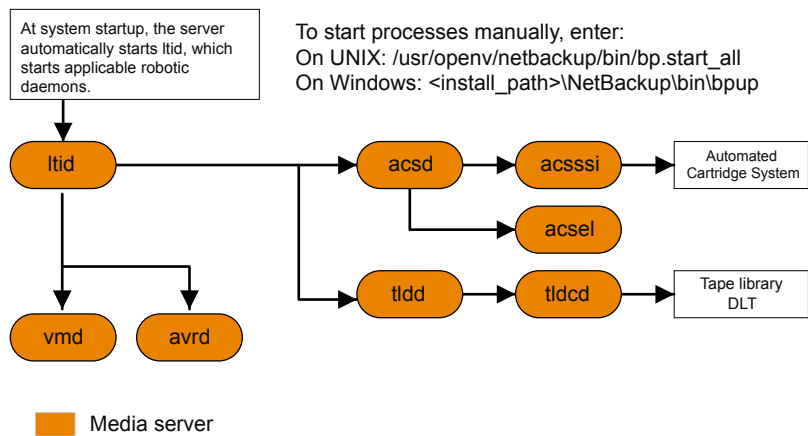 At system startup, the server
automatically starts ltid, which
starts applicable robotic
daemons.
To start processes manually, enter:
On UNIX: /usr/openv/netbackup/bin/bp.start_all
On Windows: <install_path>\NetBackup\bin\bpup
ltid
acsd
acsssi
Automated
Cartridge System
acsel
tldd
tldcd
Tape library
DLT
vmd
avrd
Media server